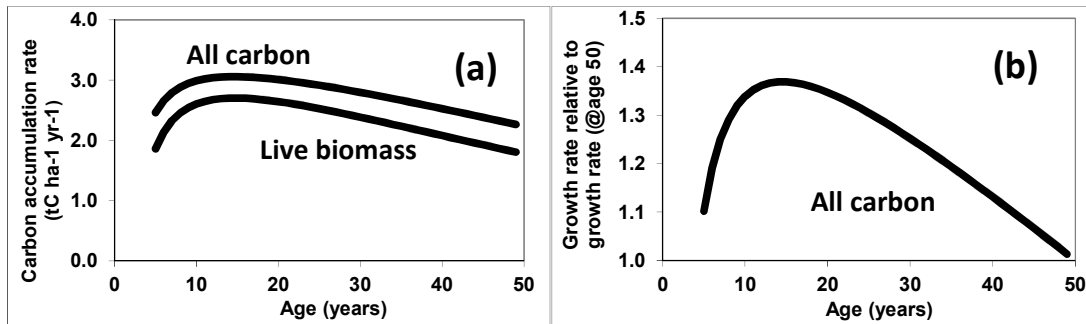 Carbon accumulation rate
(tC ha-1 yr-1)
4.0
3.0
2.0
1.0
0.0
All carbon
(a)
Live biomass
0 10 20 30 40 50
Age (years)
Growth rate relative to
growth rate (@age 50)
1.5
1.4
1.3
1.2
1.1
1.0
(b)
All carbon
0 10 20 30 40 50
Age (years)